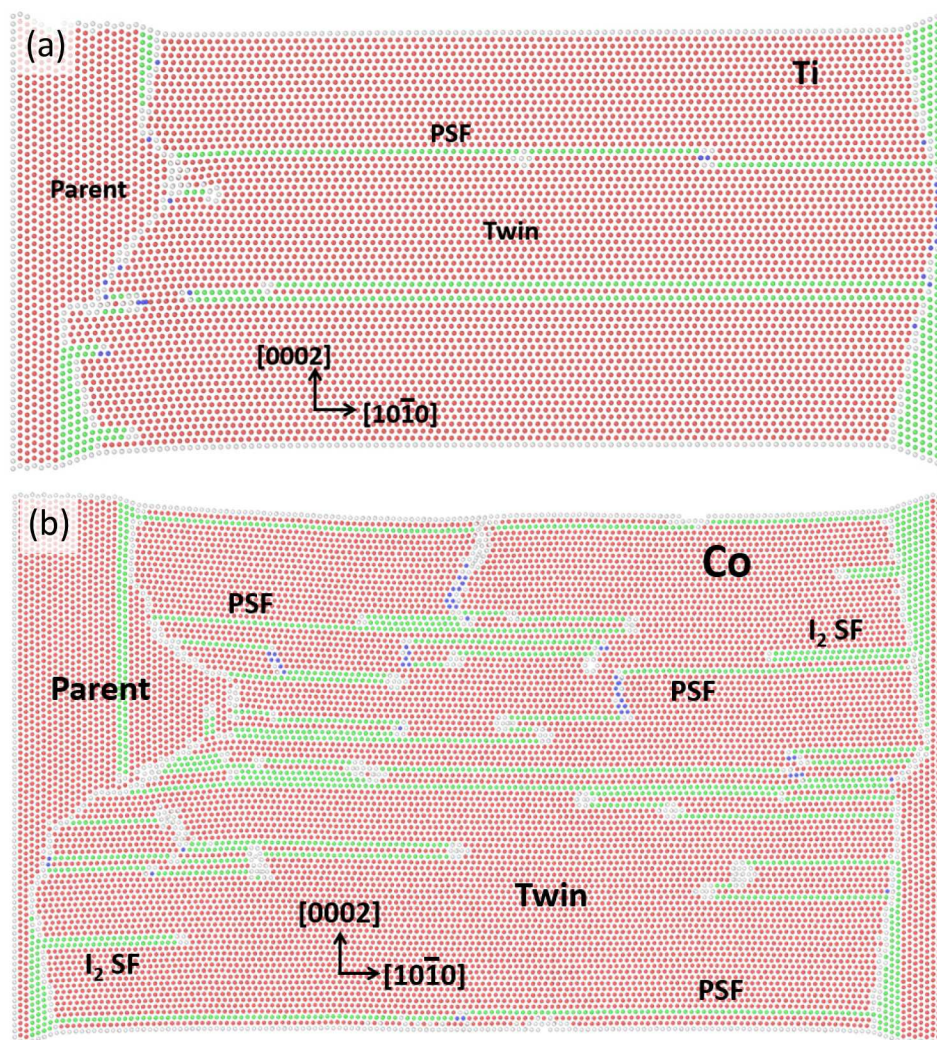 (a)
Ti
PSF
Parent
Twin
[0002]
[101̅0]
(b)
Co
PSF
I₂ SF
Parent
PSF
Twin
[0002]
I₂ SF
[101̅0]
PSF